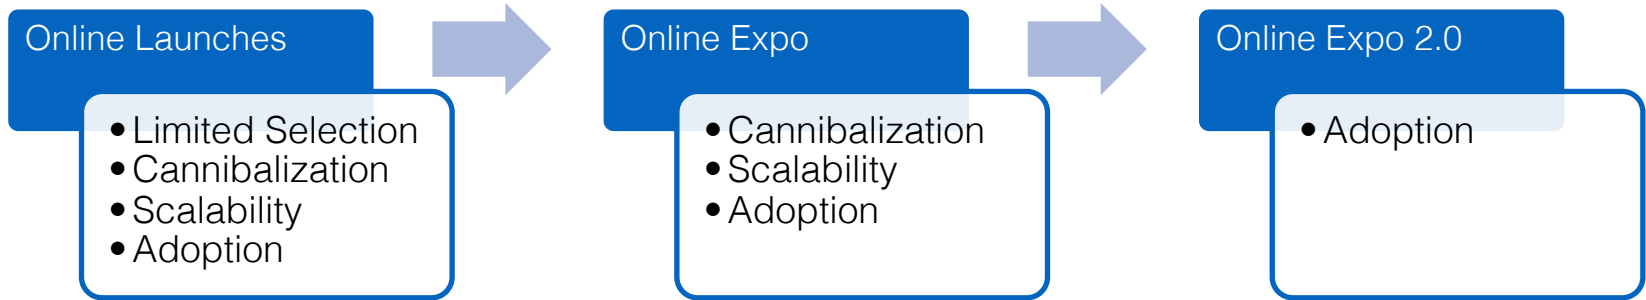 Online Launches
• Limited Selection
• Cannibalization
• Scalability
• Adoption
Online Expo
• Cannibalization
• Scalability
• Adoption
Online Expo 2.0
• Adoption